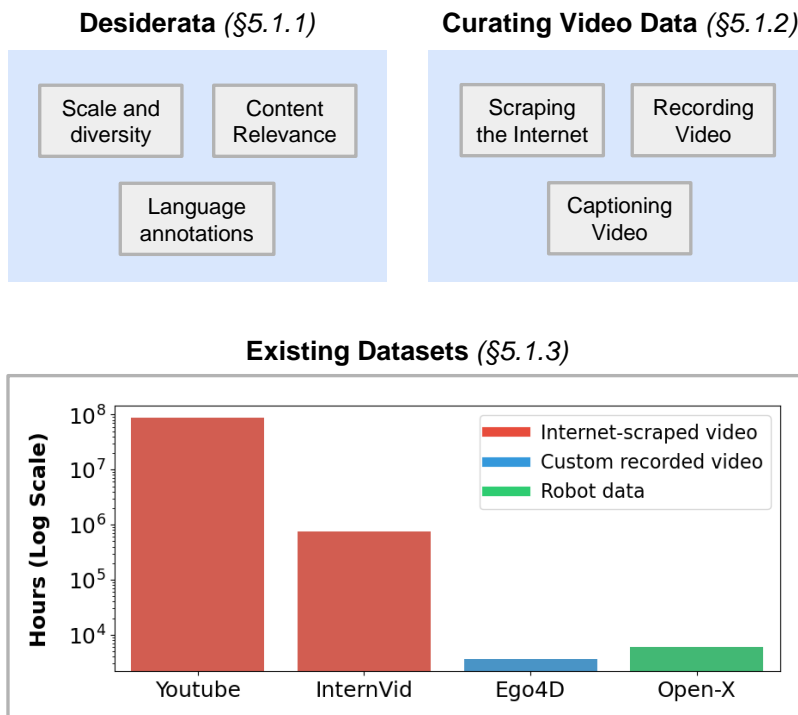 Desiderata (§5.1.1)
Scale and
diversity
Content
Relevance
Language
annotations
Curating Video Data (§5.1.2)
Scraping
the Internet
Recording
Video
Captioning
Video
Existing Datasets (§5.1.3)
Hours (Log Scale)
10⁸
10⁷
10⁶
10⁵
10⁴
Internet-scraped video
Custom recorded video
Robot data
Youtube
InternVid
Ego4D
Open-X